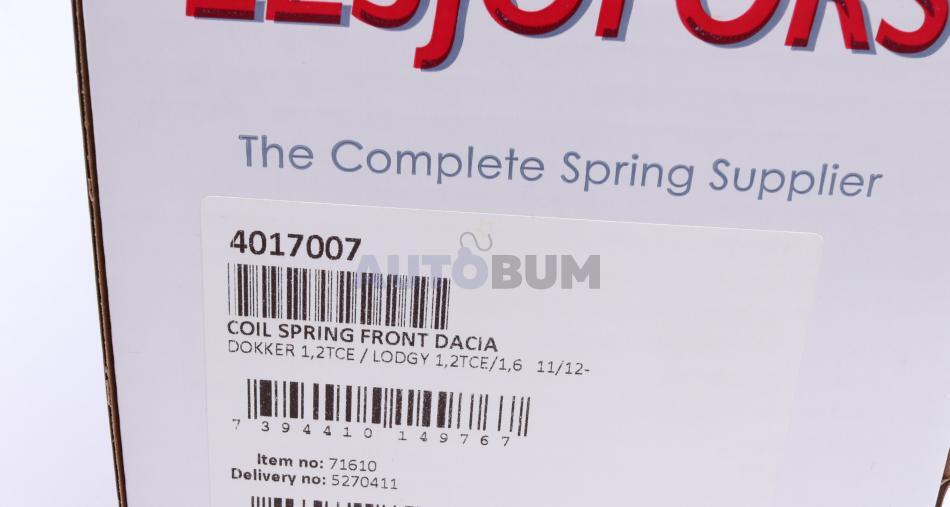 LESJÖFORS
The Complete Spring Supplier
4017007
AUTOBUM
COIL SPRING FRONT DACIA
DOKKER 1,2TCE / LODGY 1,2TCE/1,6 11/12-
7 394410 149767
Item no: 71610
Delivery no: 5270411